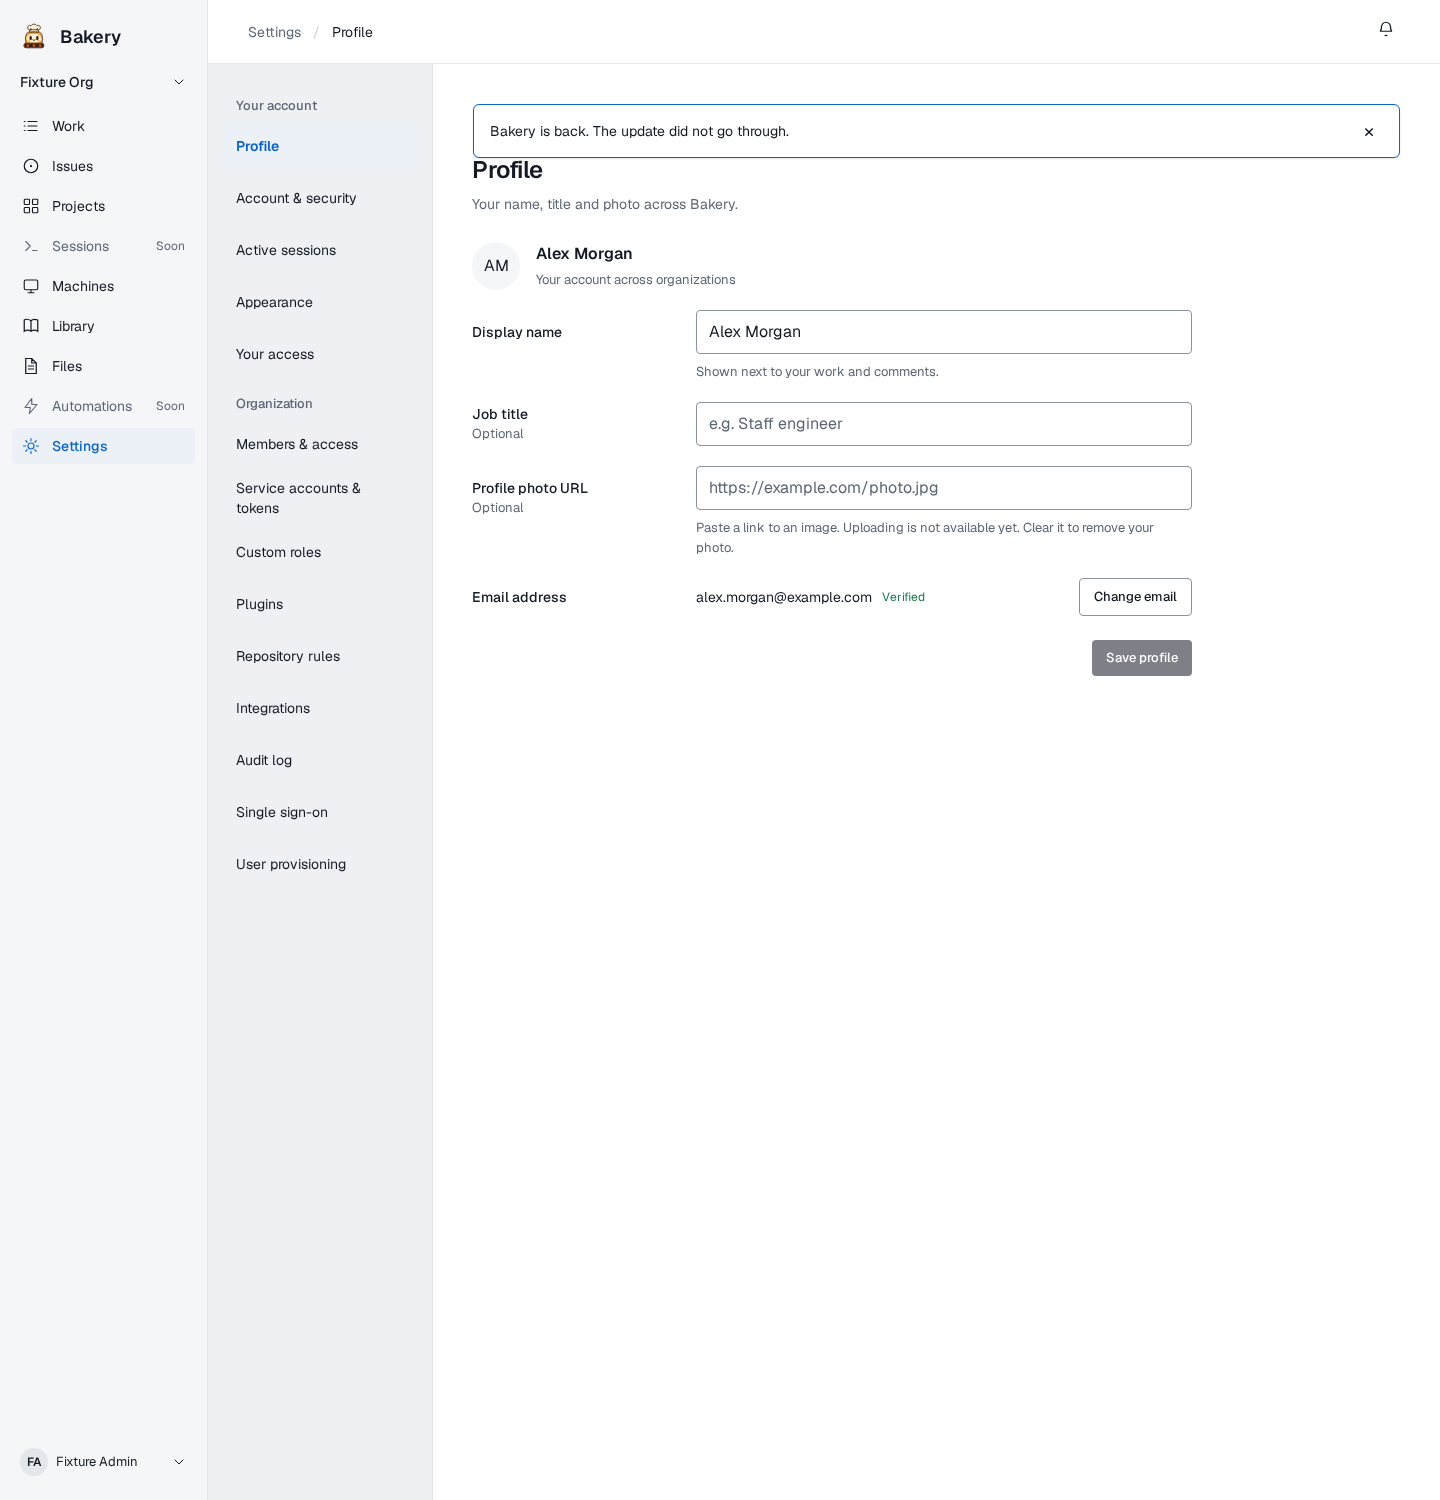 Bakery
Fixture Org
Work
Issues
Projects
Sessions Soon
Machines
Library
Files
Automations Soon
Settings
FA Fixture Admin
Settings / Profile
Your account
Profile
Account & security
Active sessions
Appearance
Your access
Organization
Members & access
Service accounts &
tokens
Custom roles
Plugins
Repository rules
Integrations
Audit log
Single sign-on
User provisioning
Bakery is back. The update did not go through.
Profile
Your name, title and photo across Bakery.
AM
Alex Morgan
Your account across organizations
Display name
Alex Morgan
Shown next to your work and comments.
Job title
Optional
e.g. Staff engineer
Profile photo URL
Optional
https://example.com/photo.jpg
Paste a link to an image. Uploading is not available yet. Clear it to remove your
photo.
Email address
alex.morgan@example.com Verified
Change email
Save profile